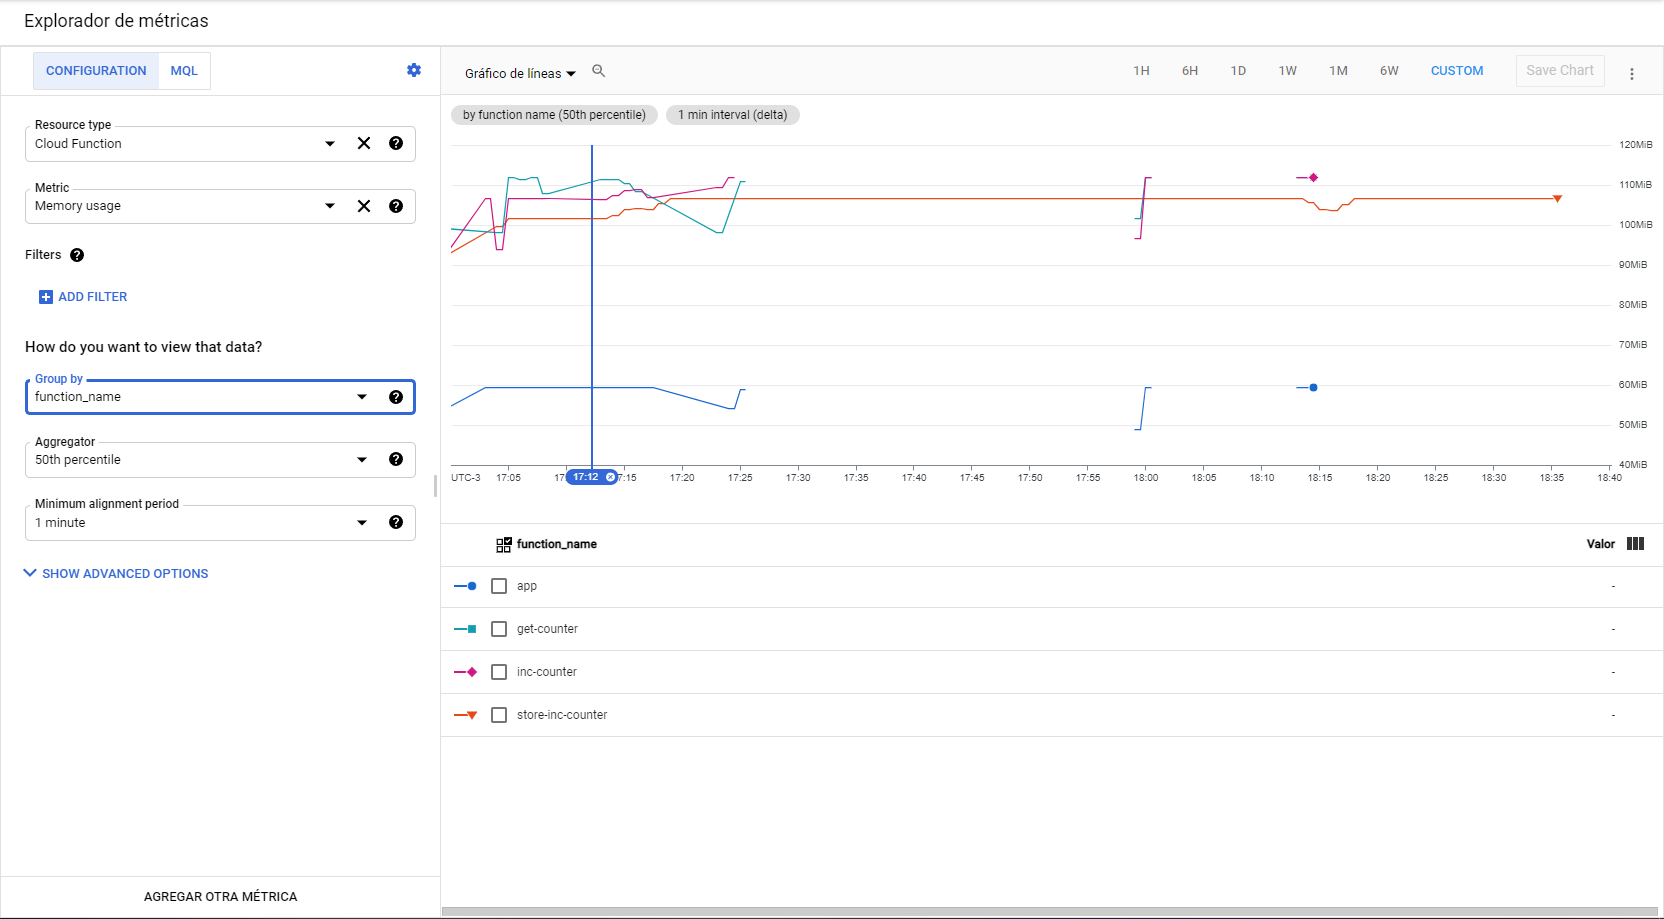 Explorador de métricas
CONFIGURATION
MQL
Resource type
Cloud Function
Metric
Memory usage
Filters
ADD FILTER
How do you want to view that data?
Group by
function_name
Aggregator
50th percentile
Minimum alignment period
1 minute
SHOW ADVANCED OPTIONS
AGREGAR OTRA MÉTRICA
Gráfico de líneas
1H 6H 1D 1W 1M 6W CUSTOM Save Chart
by function name (50th percentile) 1 min interval (delta)
120MiB
110MiB
100MiB
90MiB
80MiB
70MiB
60MiB
50MiB
40MiB
UTC-3 17:05 17: 17:12 7:15 17:20 17:25 17:30 17:35 17:40 17:45 17:50 17:55 18:00 18:05 18:10 18:15 18:20 18:25 18:30 18:35 18:40
function_name Valor
app -
get-counter -
inc-counter -
store-inc-counter -